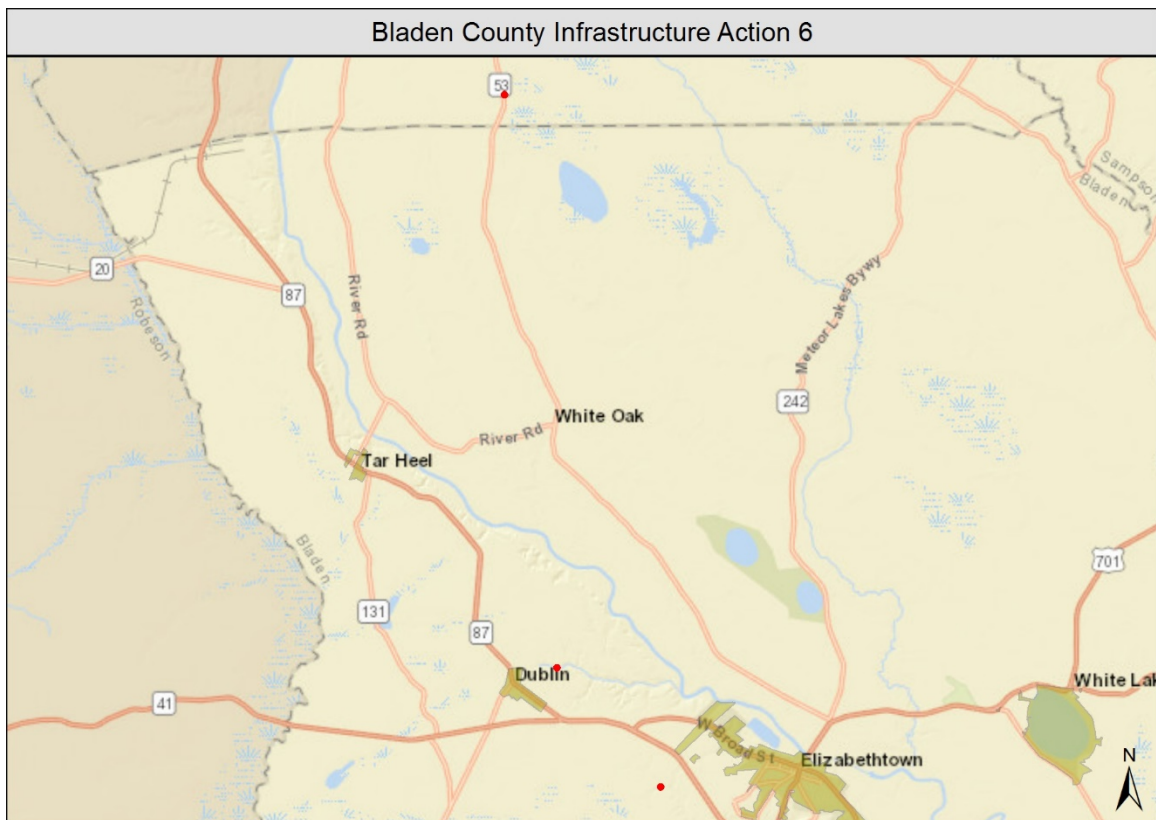 Bladen County Infrastructure Action 6
53
Sampson
Bladen
20
87
Robeson
River Rd
Meteor Lakes Bywy
242
White Oak
River Rd
Tar Heel
Bladen
701
131
87
Dublin
White Lak
41
W Broad St
Elizabethtown
N